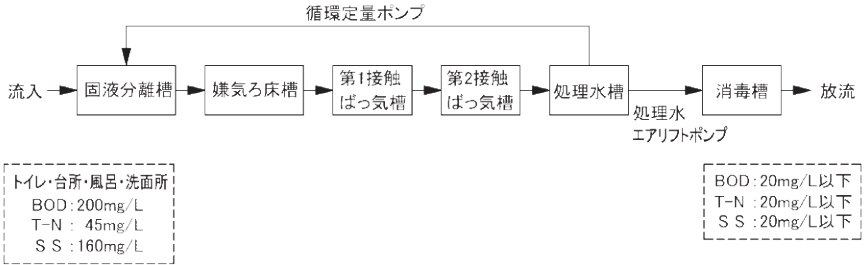 循環定量ポンプ
流入
固液分離槽
嫌気ろ床槽
第1接触
ばっ気槽
第2接触
ばっ気槽
処理水槽
処理水
エアリフトポンプ
消毒槽
放流
トイレ・台所・風呂・洗面所
BOD:200mg/L
T-N : 45mg/L
S S :160mg/L
BOD:20mg/L以下
T-N :20mg/L以下
S S :20mg/L以下